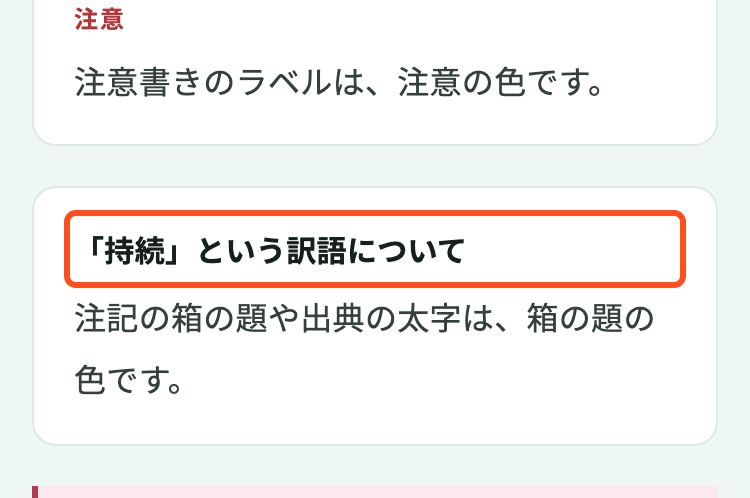 注意
注意書きのラベルは、注意の色です。
「持続」という訳語について
注記の箱の題や出典の太字は、箱の題の
色です。